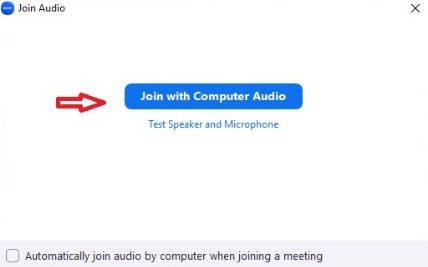 Join Audio
Join with Computer Audio
Test Speaker and Microphone
Automatically join audio by computer when joining a meeting